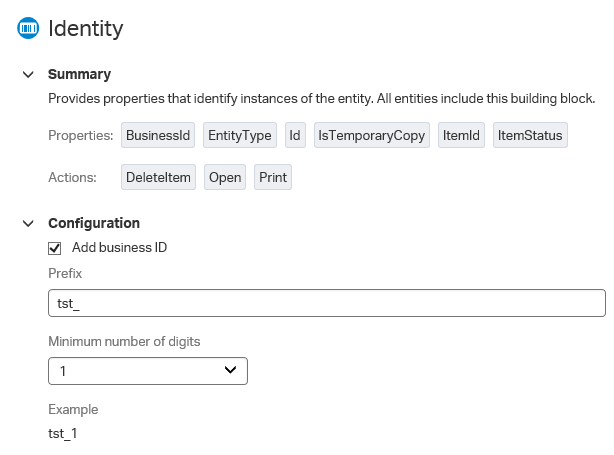 Identity
Summary
Provides properties that identify instances of the entity. All entities include this building block.
Properties: BusinessId EntityType Id IsTemporaryCopy ItemId ItemStatus
Actions: DeleteItem Open Print
Configuration
Add business ID
Prefix
tst_
Minimum number of digits
1
Example
tst_1